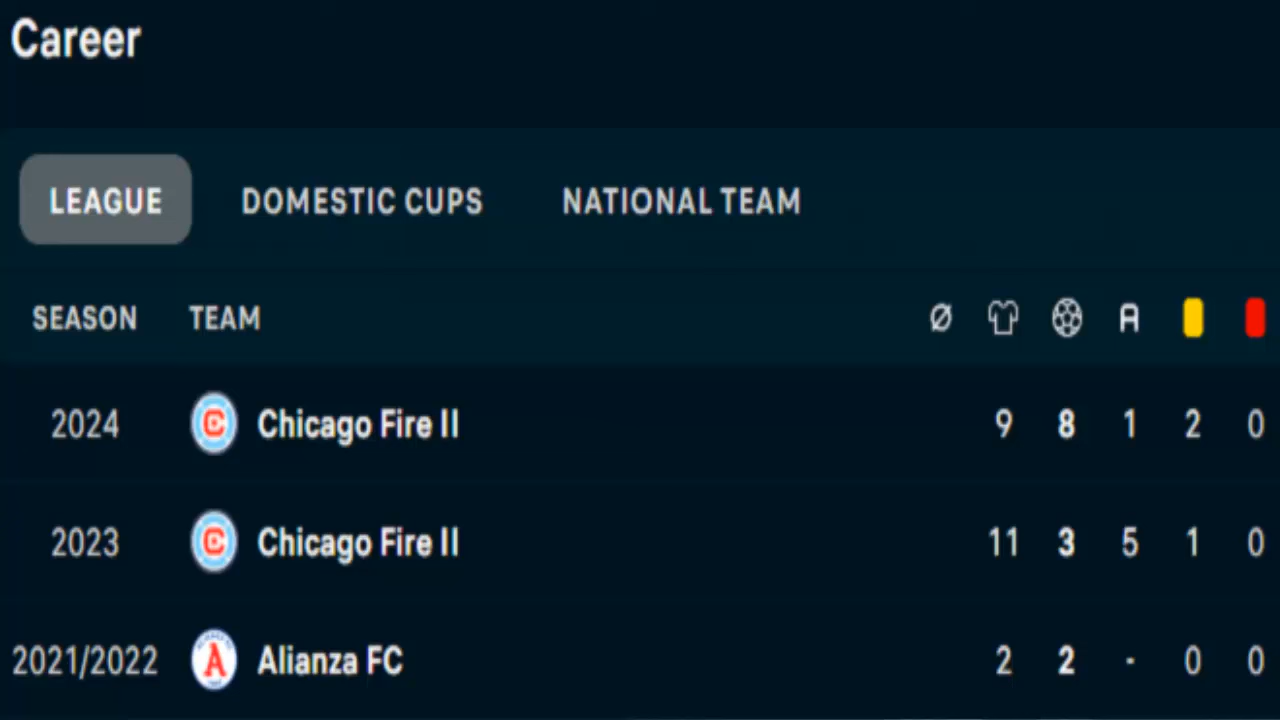 Career
LEAGUE DOMESTIC CUPS NATIONAL TEAM
SEASON TEAM Ø A
2024 Chicago Fire II 9 8 1 2 0
2023 Chicago Fire II 11 3 5 1 0
2021/2022 A Alianza FC 2 2 - 0 0